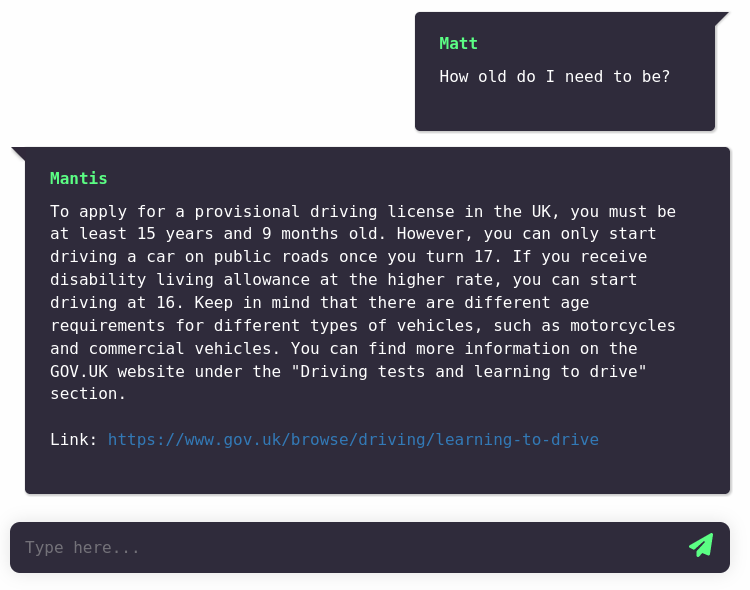 Matt
How old do I need to be?
Mantis
To apply for a provisional driving license in the UK, you must be
at least 15 years and 9 months old. However, you can only start
driving a car on public roads once you turn 17. If you receive
disability living allowance at the higher rate, you can start
driving at 16. Keep in mind that there are different age
requirements for different types of vehicles, such as motorcycles
and commercial vehicles. You can find more information on the
GOV.UK website under the "Driving tests and learning to drive"
section.
Link: https://www.gov.uk/browse/driving/learning-to-drive
Type here...